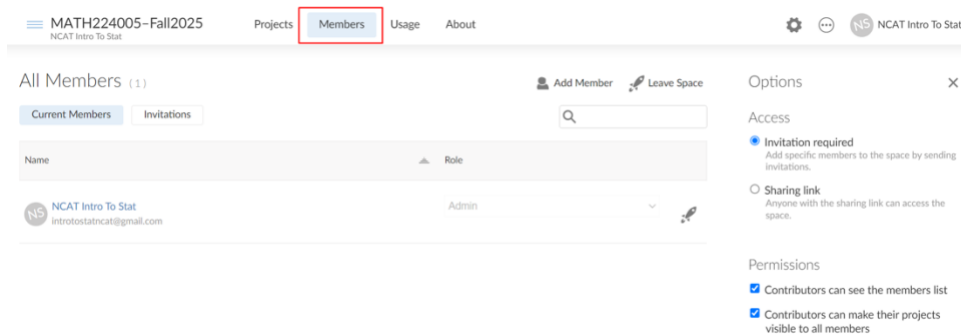 MATH224005–Fall2025
NCAT Intro To Stat
Projects
Members
Usage
About
NS
NCAT Intro To Stat
All Members (1)
Add Member
Leave Space
Current Members
Invitations
Name
Role
NS
NCAT Intro To Stat
introtostatncat@gmail.com
Admin
Options
Access
Invitation required
Add specific members to the space by sending
invitations.
Sharing link
Anyone with the sharing link can access the
space.
Permissions
Contributors can see the members list
Contributors can make their projects
visible to all members